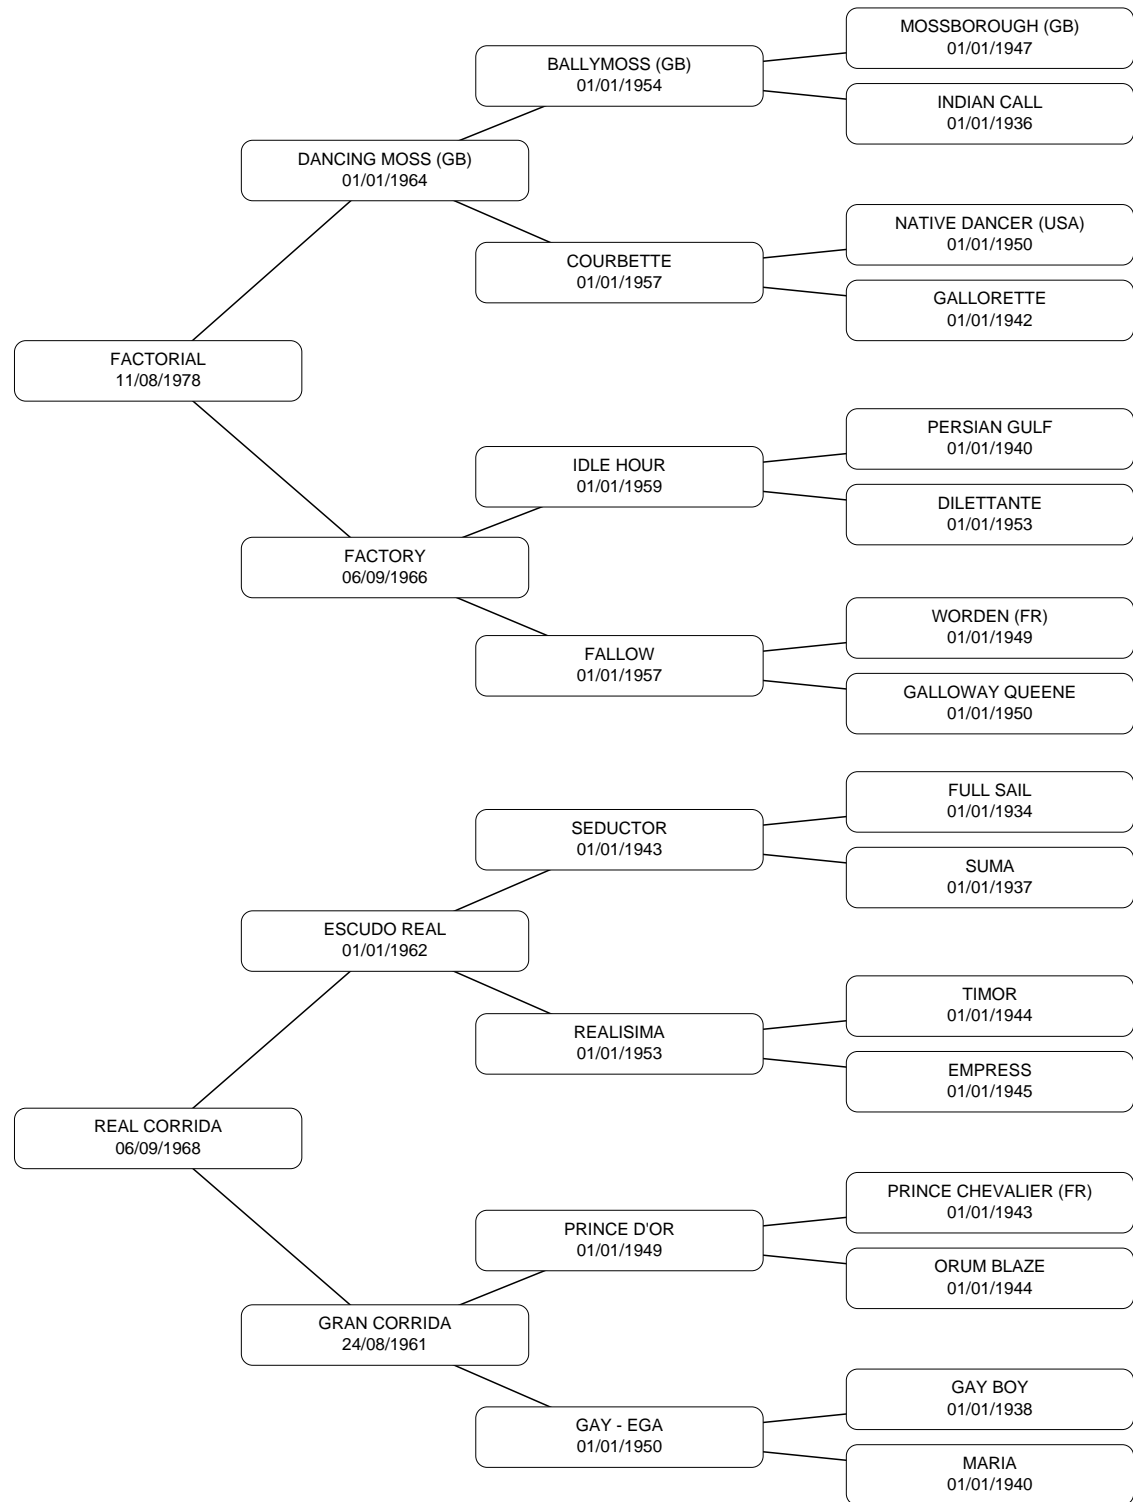 MOSSBOROUGH (GB)
01/01/1947
BALLYMOSS (GB)
01/01/1954
INDIAN CALL
01/01/1936
DANCING MOSS (GB)
01/01/1964
NATIVE DANCER (USA)
01/01/1950
COURBETTE
01/01/1957
GALLORETTE
01/01/1942
FACTORIAL
11/08/1978
PERSIAN GULF
01/01/1940
IDLE HOUR
01/01/1959
DILETTANTE
01/01/1953
FACTORY
06/09/1966
WORDEN (FR)
01/01/1949
FALLOW
01/01/1957
GALLOWAY QUEENE
01/01/1950
FULL SAIL
01/01/1934
SEDUCTOR
01/01/1943
SUMA
01/01/1937
ESCUDO REAL
01/01/1962
TIMOR
01/01/1944
REALISIMA
01/01/1953
EMPRESS
01/01/1945
REAL CORRIDA
06/09/1968
PRINCE CHEVALIER (FR)
01/01/1943
PRINCE D'OR
01/01/1949
ORUM BLAZE
01/01/1944
GRAN CORRIDA
24/08/1961
GAY BOY
01/01/1938
GAY - EGA
01/01/1950
MARIA
01/01/1940